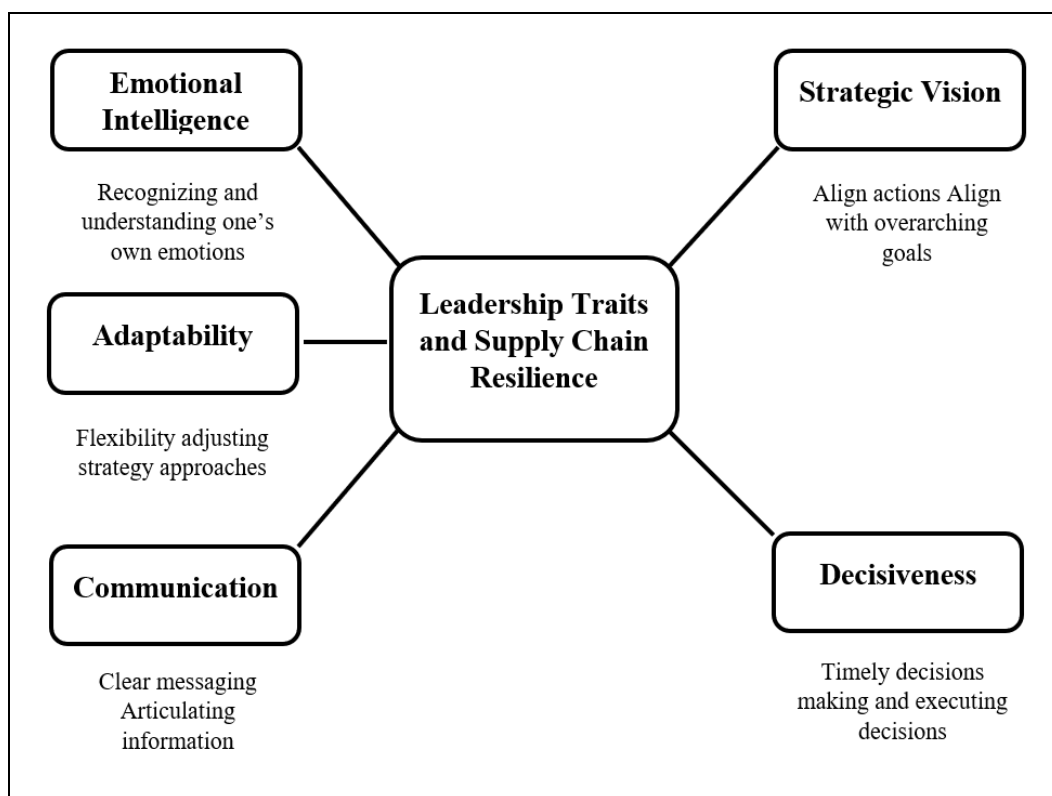 Emotional
Intelligence
Recognizing and
understanding one’s
own emotions
Adaptability
Flexibility adjusting
strategy approaches
Communication
Clear messaging
Articulating
information
Leadership Traits
and Supply Chain
Resilience
Strategic Vision
Align actions Align
with overarching
goals
Decisiveness
Timely decisions
making and executing
decisions